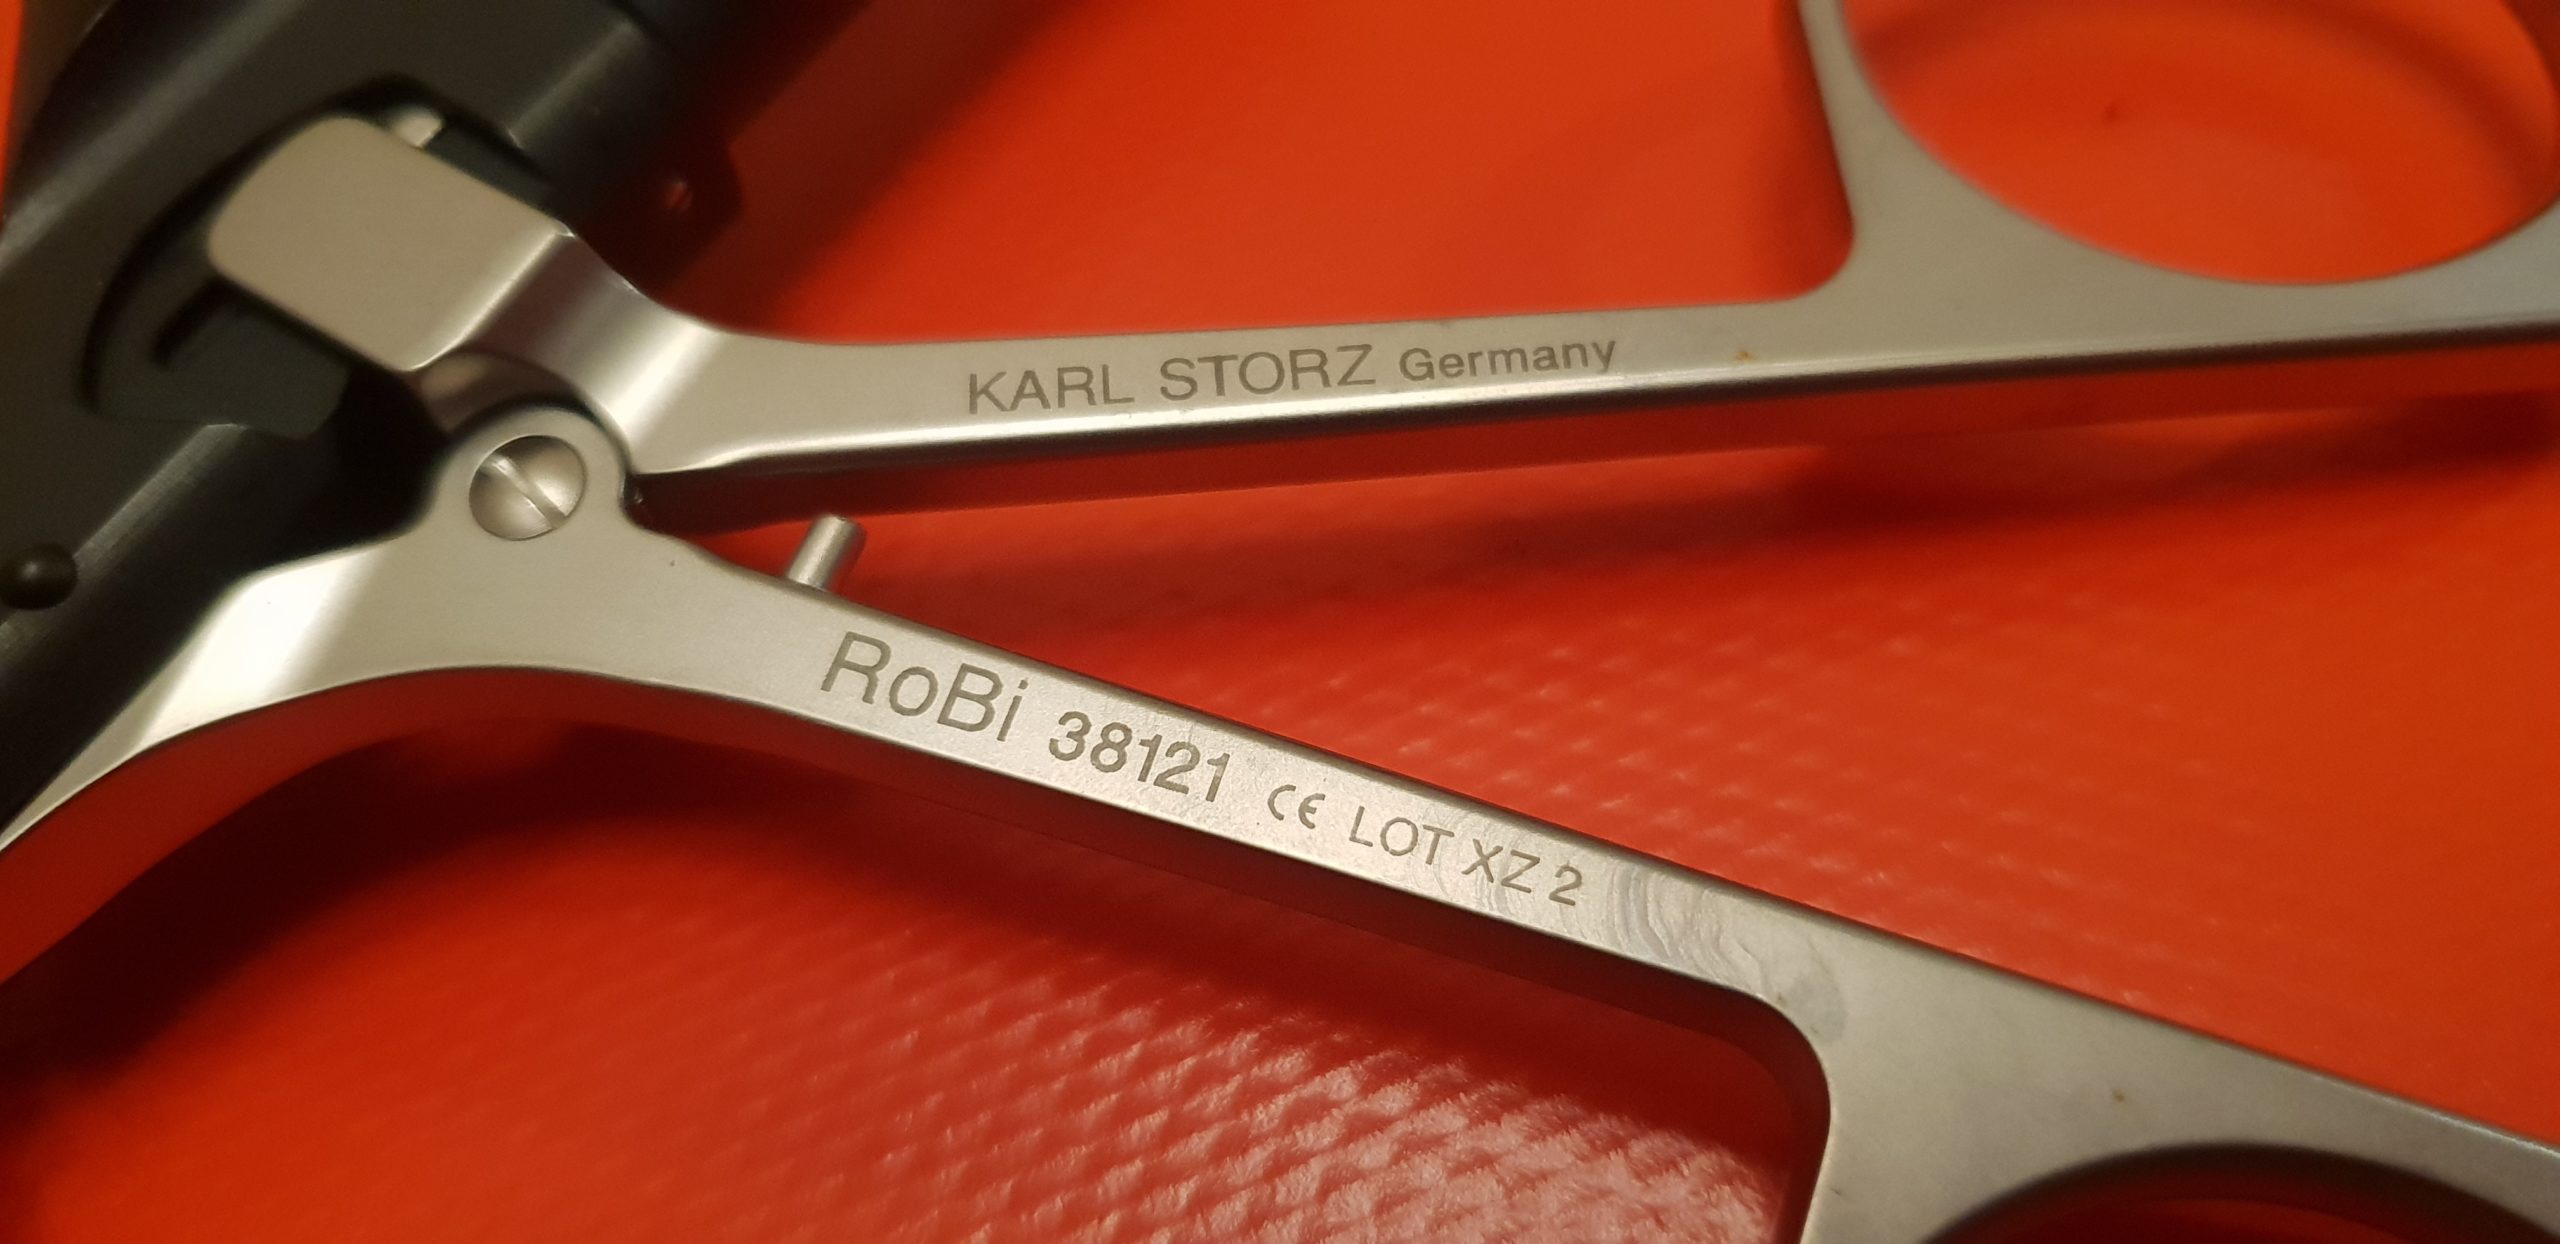 KARL STORZ Germany
RoBi 38121 CE LOT XZ 2